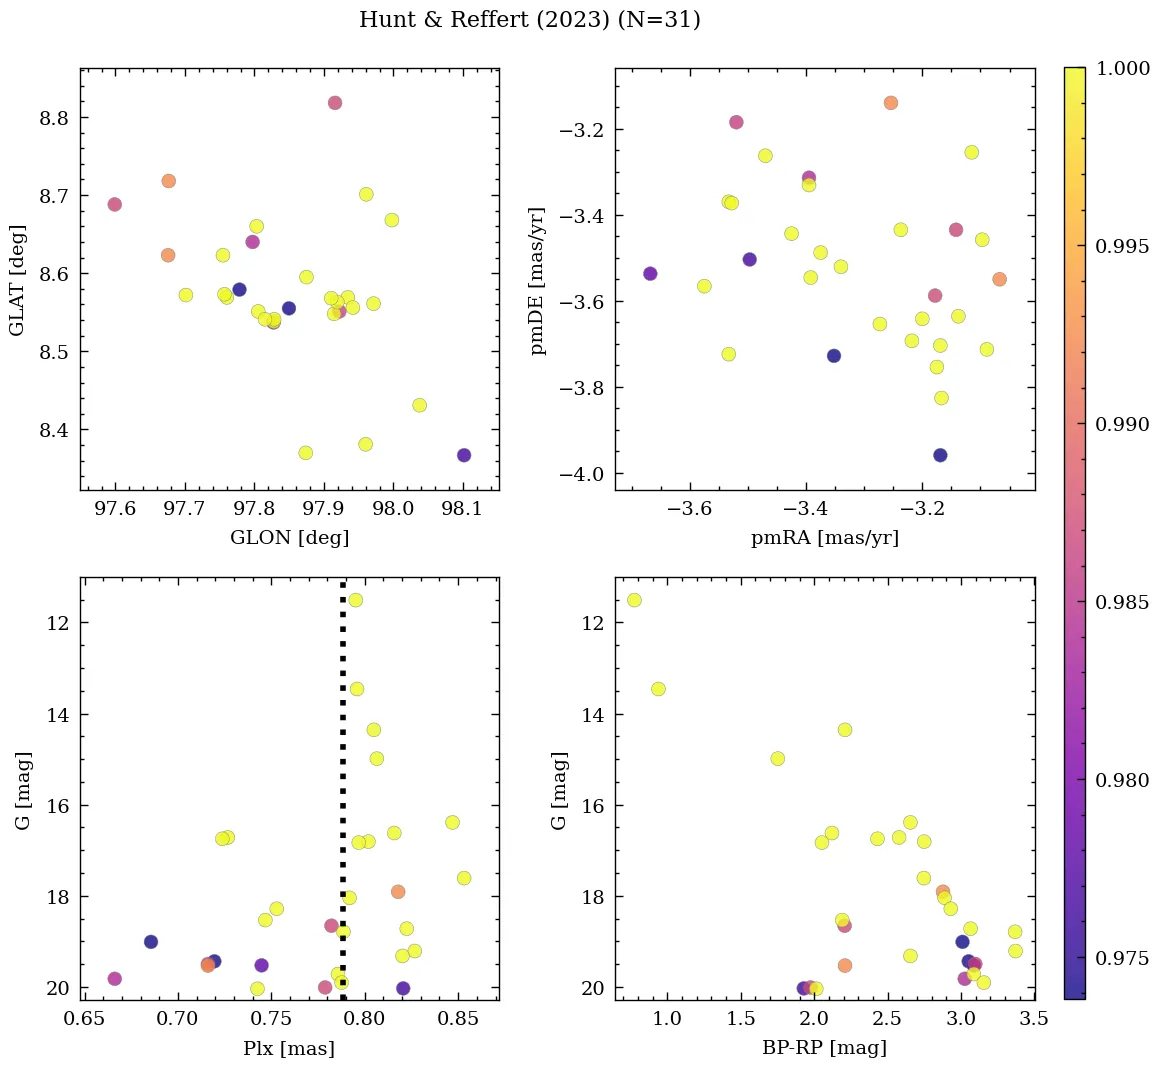 Hunt & Reffert (2023) (N=31)
8.8
8.7
8.6
8.5
8.4
GLAT [deg]
97.6 97.7 97.8 97.9 98.0 98.1
GLON [deg]
−3.2
−3.4
−3.6
−3.8
−4.0
pmDE [mas/yr]
−3.6 −3.4 −3.2
pmRA [mas/yr]
12
14
16
18
20
G [mag]
0.65 0.70 0.75 0.80 0.85
Plx [mas]
12
14
16
18
20
G [mag]
1.0 1.5 2.0 2.5 3.0 3.5
BP-RP [mag]
1.000
0.995
0.990
0.985
0.980
0.975